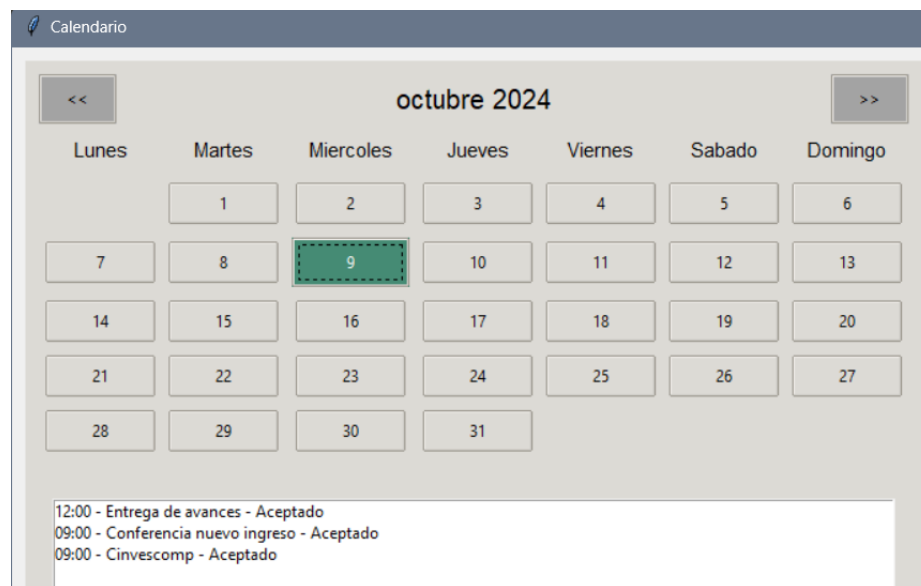 Calendario
<< octubre 2024 >>
Lunes Martes Miercoles Jueves Viernes Sabado Domingo
1 2 3 4 5 6
7 8 9 10 11 12 13
14 15 16 17 18 19 20
21 22 23 24 25 26 27
28 29 30 31
12:00 - Entrega de avances - Aceptado
09:00 - Conferencia nuevo ingreso - Aceptado
09:00 - Cinvescomp - Aceptado